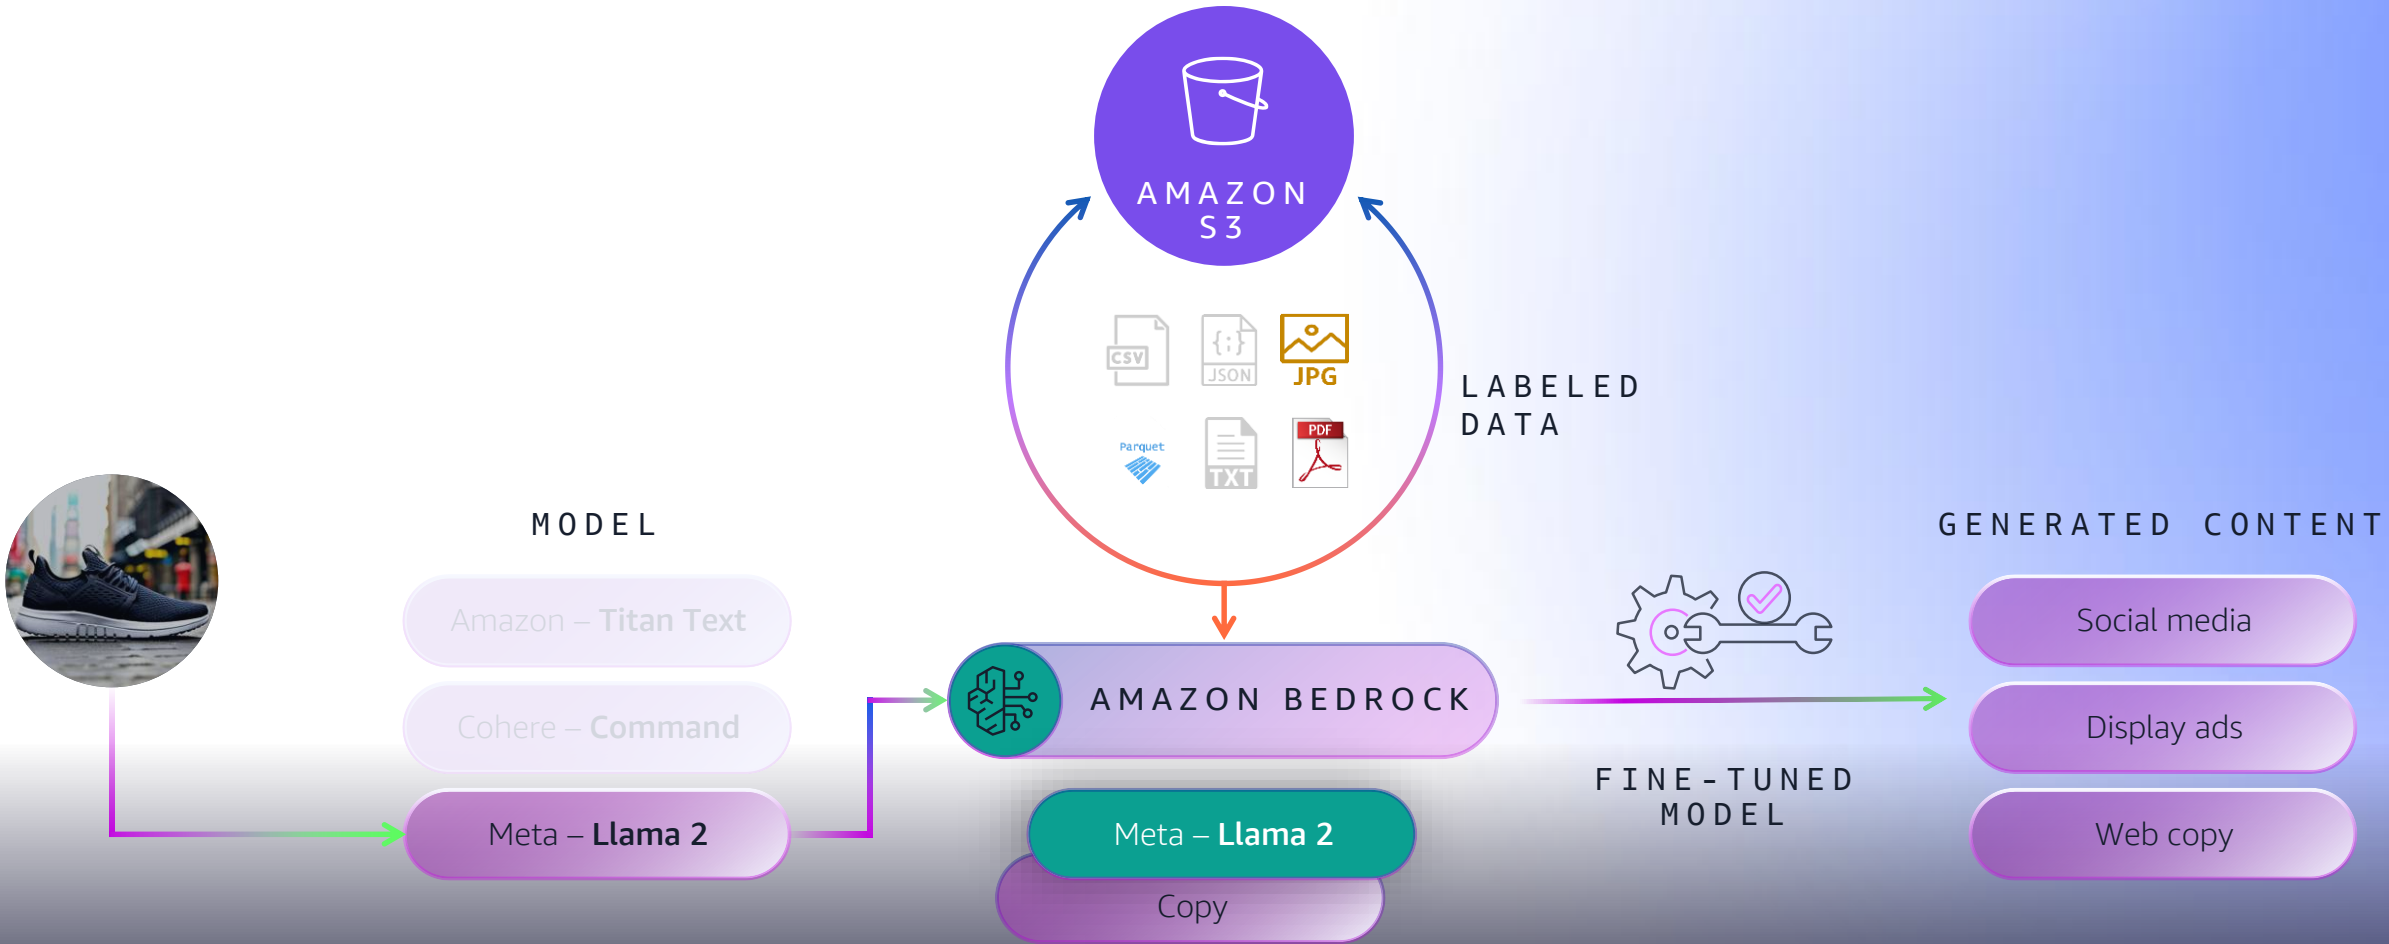 AMAZON
S3
CSV
{;}
JSON
JPG
Parquet
TXT
PDF
LABELED
DATA
MODEL
Amazon – Titan Text
Cohere – Command
Meta – Llama 2
AMAZON BEDROCK
Meta – Llama 2
Copy
FINE-TUNED
MODEL
GENERATED CONTENT
Social media
Display ads
Web copy